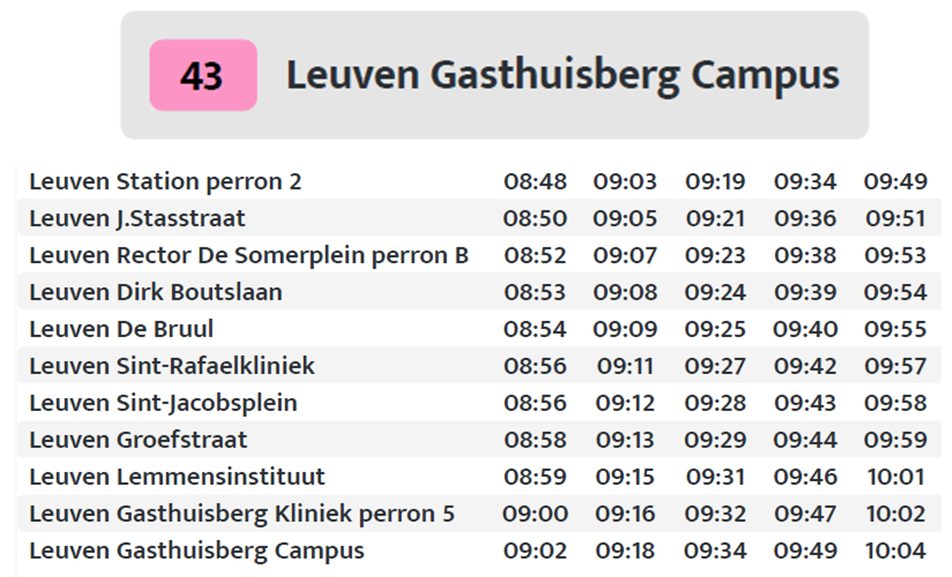 43 Leuven Gasthuisberg Campus
Leuven Station perron 2 08:48 09:03 09:19 09:34 09:49
Leuven J.Stasstraat 08:50 09:05 09:21 09:36 09:51
Leuven Rector De Somerplein perron B 08:52 09:07 09:23 09:38 09:53
Leuven Dirk Boutslaan 08:53 09:08 09:24 09:39 09:54
Leuven De Bruul 08:54 09:09 09:25 09:40 09:55
Leuven Sint-Rafaelkliniek 08:56 09:11 09:27 09:42 09:57
Leuven Sint-Jacobsplein 08:56 09:12 09:28 09:43 09:58
Leuven Groefstraat 08:58 09:13 09:29 09:44 09:59
Leuven Lemmensinstituut 08:59 09:15 09:31 09:46 10:01
Leuven Gasthuisberg Kliniek perron 5 09:00 09:16 09:32 09:47 10:02
Leuven Gasthuisberg Campus 09:02 09:18 09:34 09:49 10:04